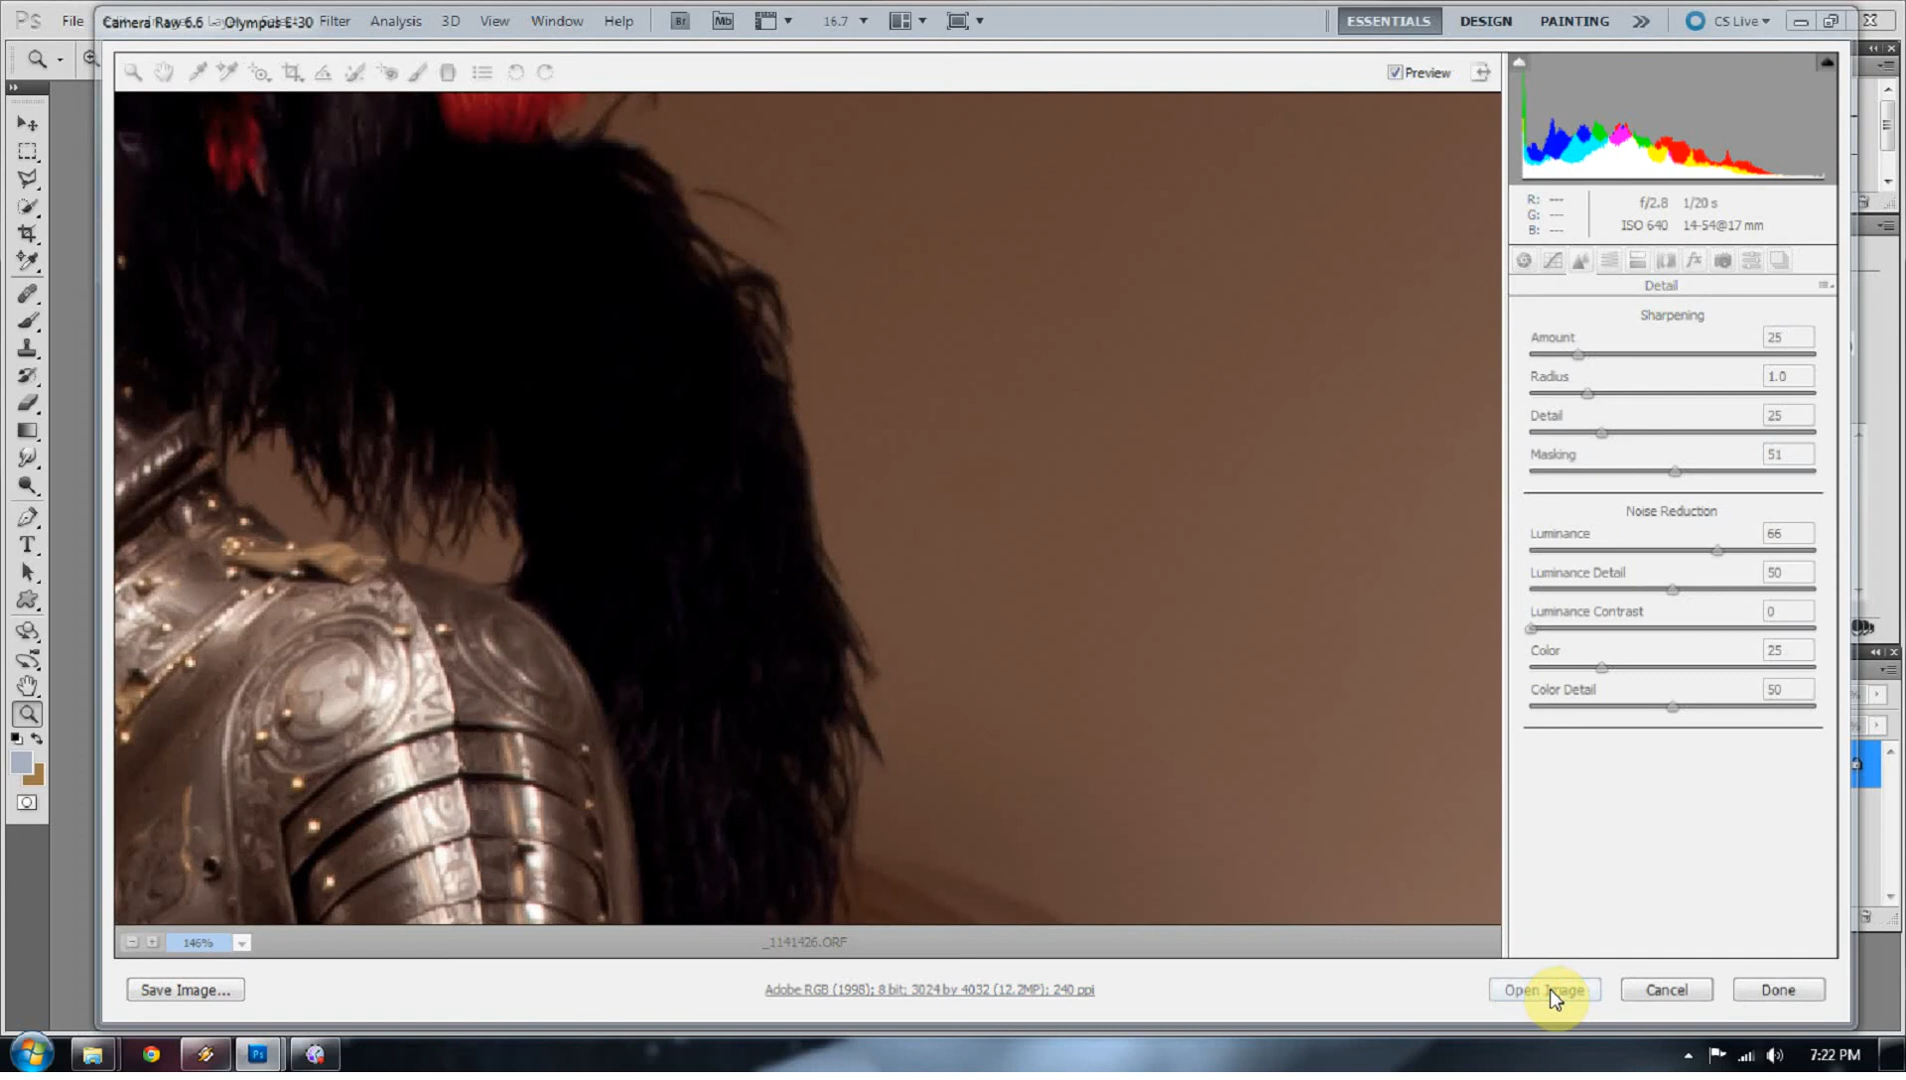 Ps File Filter Analysis 3D View Window Help Br Mb 16.7 ESSENTIALS DESIGN PAINTING CS Live
Camera Raw 6.6 - Olympus E-30
Preview
R: --- f/2.8 1/20 s
G: ---
B: --- ISO 640 14-54@17 mm
Detail
Sharpening
Amount 25
Radius 1.0
Detail 25
Masking 51
Noise Reduction
Luminance 66
Luminance Detail 50
Luminance Contrast 0
Color 25
Color Detail 50
146% _1141426.ORF
Save Image... Adobe RGB (1998); 8 bit; 3024 by 4032 (12.2MP); 240 ppi Open Image Cancel Done
Ps 7:22 PM